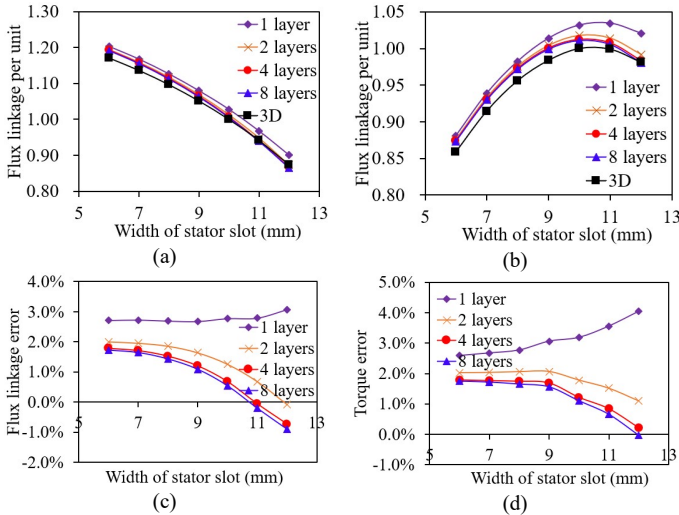 Flux linkage per unit
1.30
1.20
1.10
1.00
0.90
0.80
1 layer
2 layers
4 layers
8 layers
3D
5
7
9
11
13
Width of stator slot (mm)
(a)
Flux linakage per unit
1.05
1.00
0.95
0.90
0.85
0.80
1 layer
2 layers
4 layers
8 layers
3D
5
7
9
11
13
Width of stator slot (mm)
(b)
Flux linkage error
4.0%
3.0%
2.0%
1.0%
0.0%
-1.0%
-2.0%
1 layer
2 layers
4 layers
8 layers
5
7
9
11
13
Width of stator slot (mm)
(c)
Torque error
5.0%
4.0%
3.0%
2.0%
1.0%
0.0%
-1.0%
1 layer
2 layers
4 layers
8 layers
5
7
9
11
13
Width of stator slot (mm)
(d)